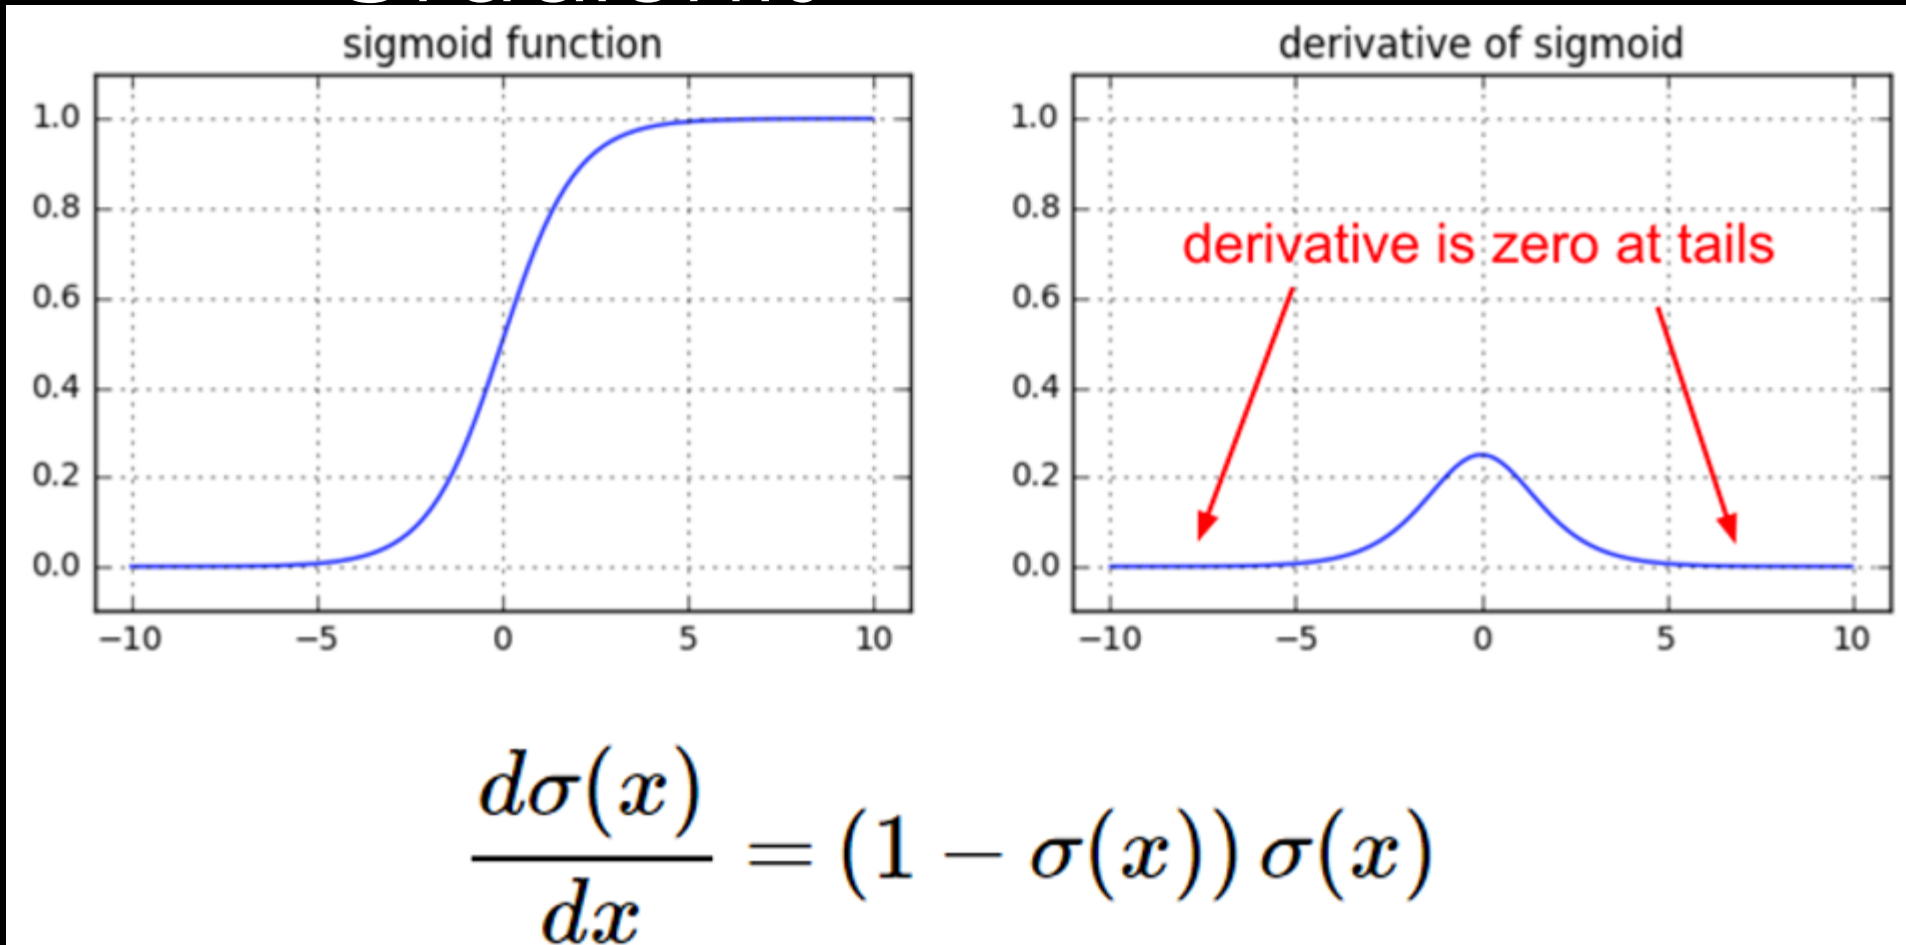 sigmoid function
1.0
0.8
0.6
0.4
0.2
0.0
−10 −5 0 5 10
derivative of sigmoid
1.0
0.8
derivative is zero at tails
0.6
0.4
0.2
0.0
−10 −5 0 5 10
dσ(x)
dx
= (1 − σ(x)) σ(x)